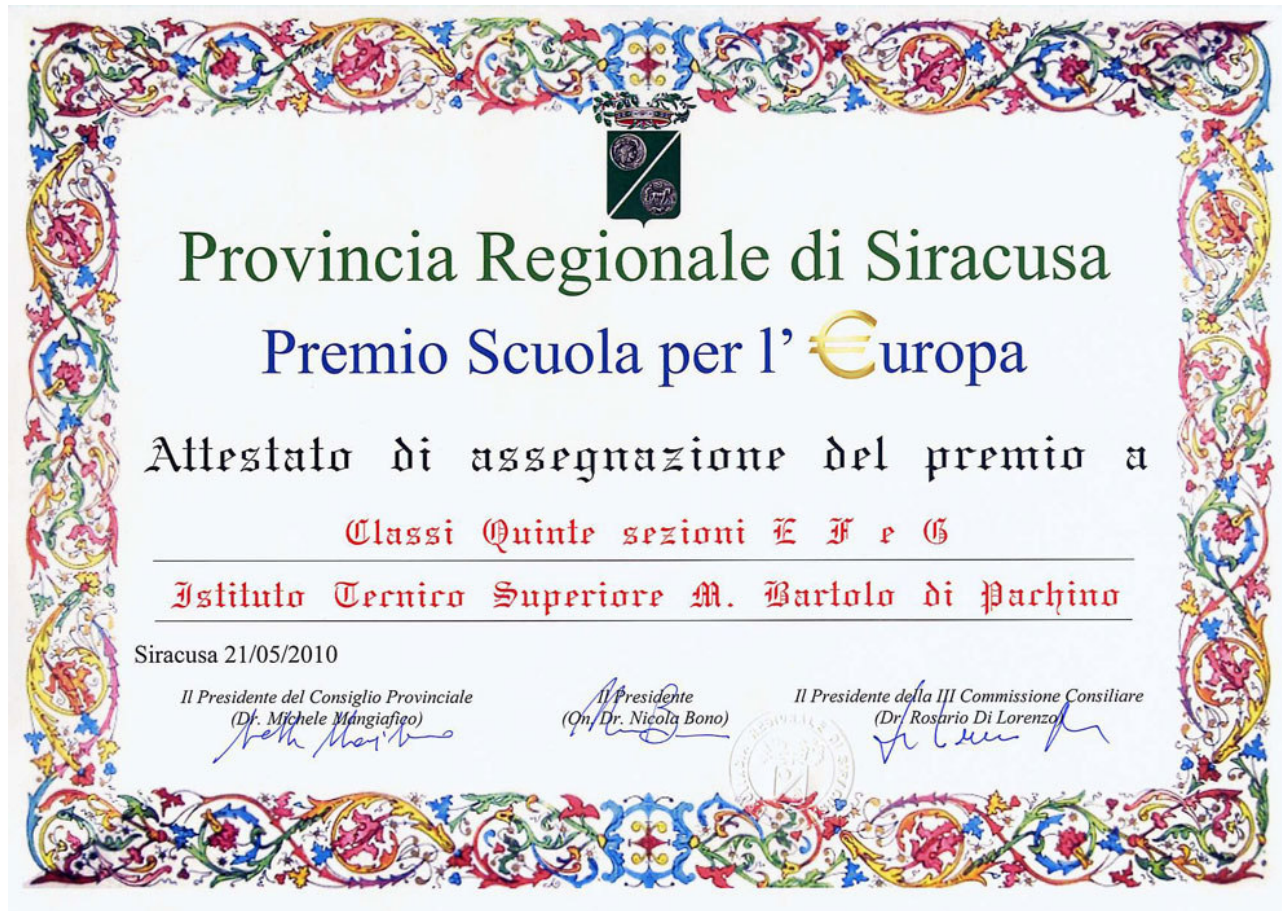 Provincia Regionale di Siracusa
Premio Scuola per l' €uropa
Attestato di assegnazione del premio a
Classi Quinte sezioni E F e G
Istituto Tecnico Superiore M. Bartolo di Pachino
Siracusa 21/05/2010
Il Presidente del Consiglio Provinciale
(Dr. Michele Mangiafico)
Il Presidente
(On. Dr. Nicola Bono)
Il Presidente della III Commissione Consiliare
(Dr Rosario Di Lorenzo)